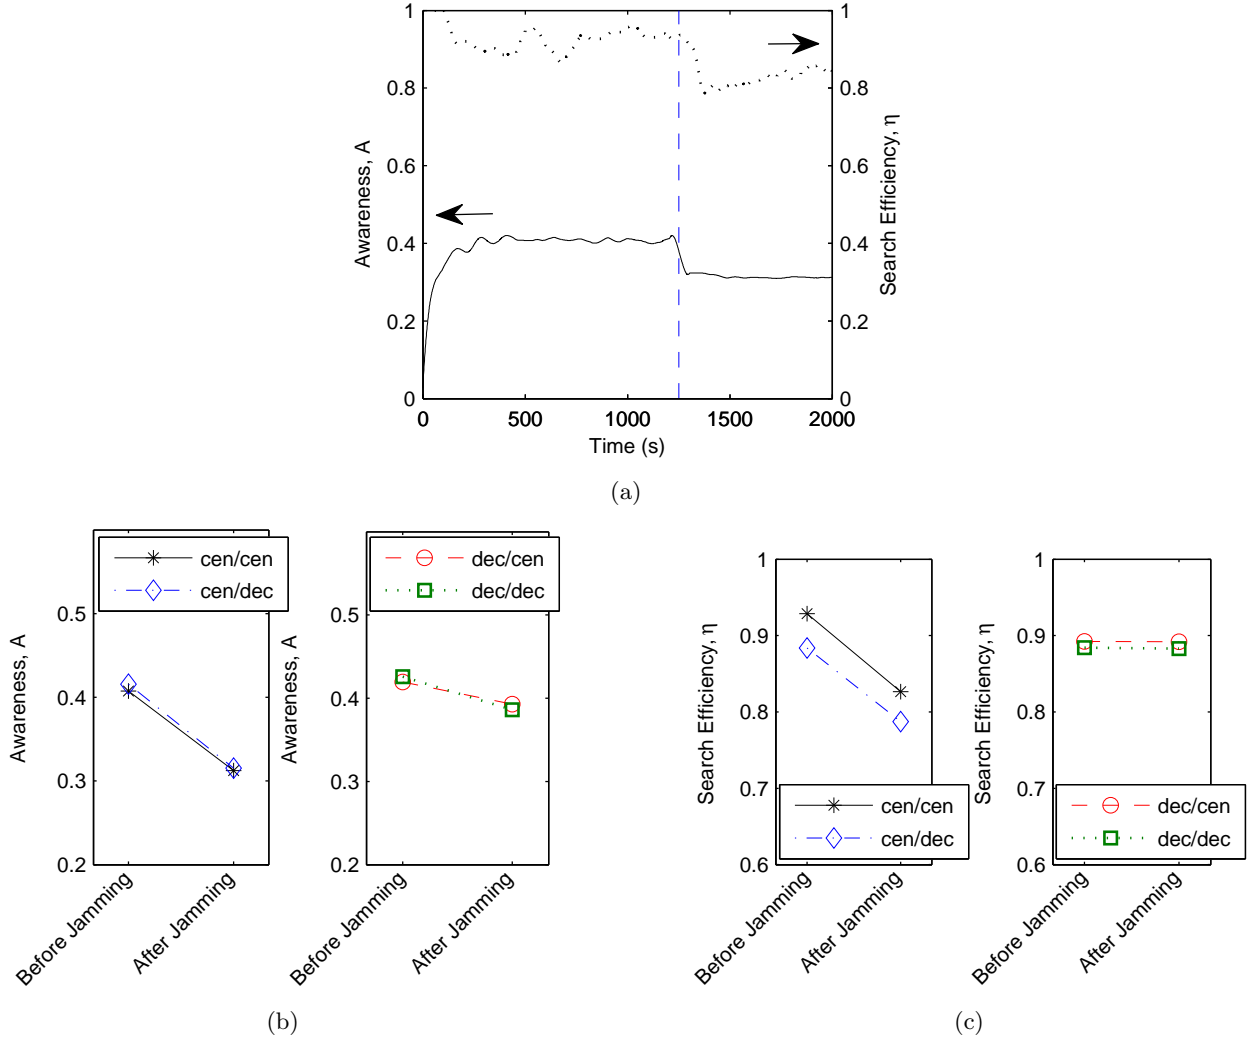 1
0.8
0.6
0.4
0.2
0
Awareness, A
1
0.8
0.6
0.4
0.2
0
Search Efficiency, η
0 500 1000 1500 2000
Time (s)
(a)
cen/cen
cen/dec
0.5
0.4
0.3
0.2
Awareness, A
Before Jamming
After Jamming
dec/cen
dec/dec
0.5
0.4
0.3
0.2
Awareness, A
Before Jamming
After Jamming
(b)
1
0.9
0.8
0.7
0.6
Search Efficiency, η
cen/cen
cen/dec
Before Jamming
After Jamming
1
0.9
0.8
0.7
0.6
Search Efficiency, η
dec/cen
dec/dec
Before Jamming
After Jamming
(c)